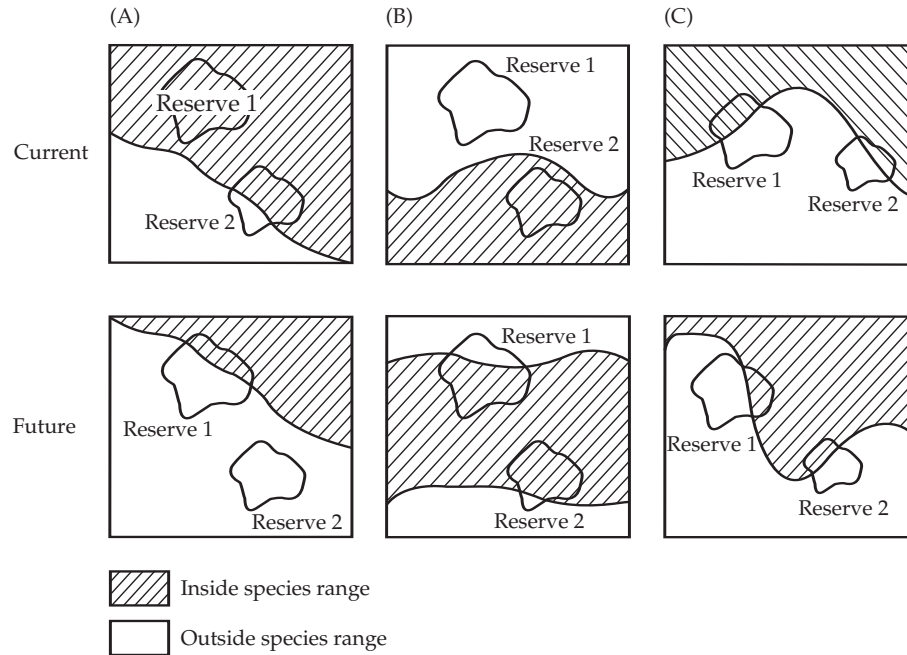 (A)
(B)
(C)
Current
Reserve 1
Reserve 2
Reserve 1
Reserve 2
Reserve 1
Reserve 2
Future
Reserve 1
Reserve 2
Reserve 1
Reserve 2
Reserve 1
Reserve 2
Inside species range
Outside species range